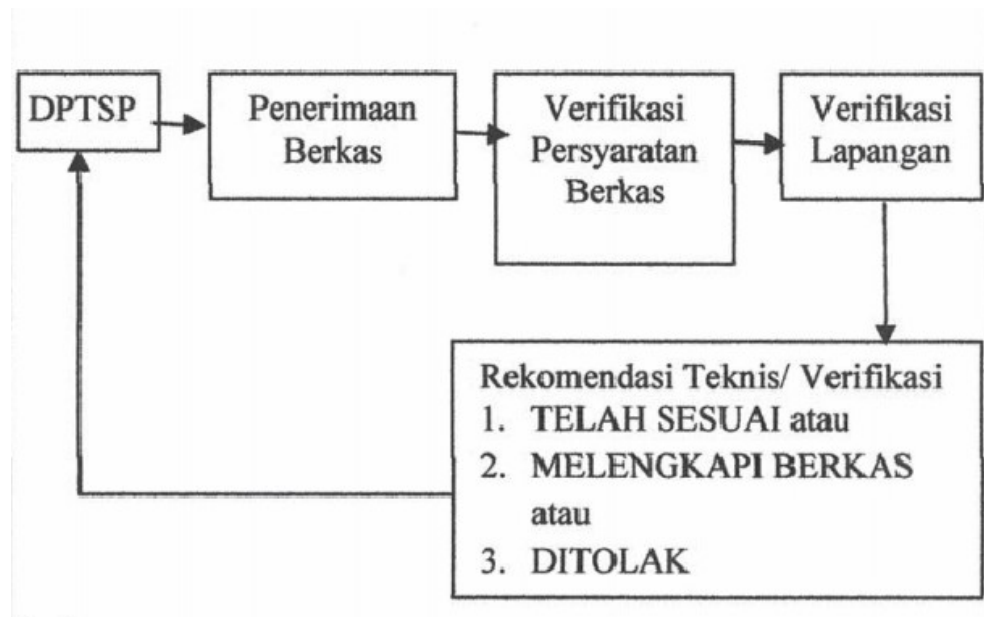 DPTSP
Penerimaan
Berkas
Verifikasi
Persyaratan
Berkas
Verifikasi
Lapangan
Rekomendasi Teknis/ Verifikasi
1. TELAH SESUAI atau
2. MELENGKAPI BERKAS
atau
3. DITOLAK